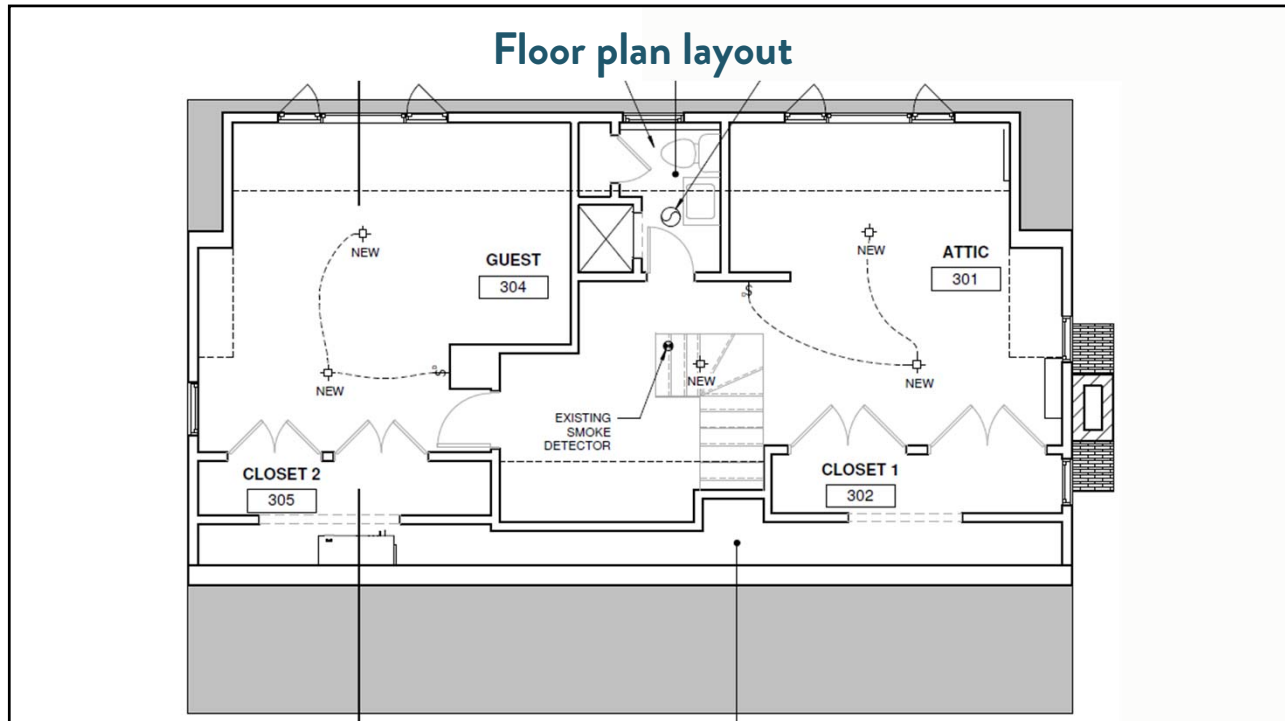 Floor plan layout
NEW
GUEST
304
NEW
ATTIC
301
NEW
NEW
NEW
EXISTING
SMOKE
DETECTOR
CLOSET 2
305
CLOSET 1
302
$
$